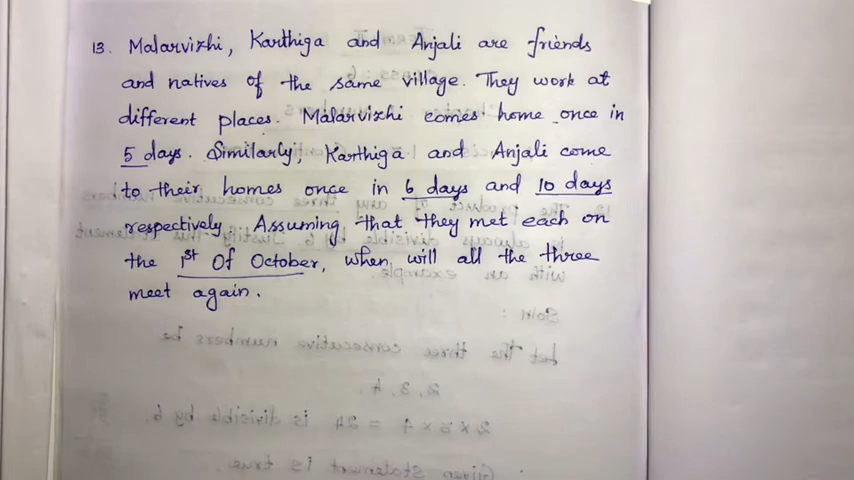 13. Malarvizhi, Karthiga and Anjali are friends
and natives of the same village. They work at
different places. Malarvizhi comes home once in
5 days. Similarly, Karthiga and Anjali come
to their homes once in 6 days and 10 days
respectively. Assuming that they met each on
the 1st of October, when will all the three
meet again.